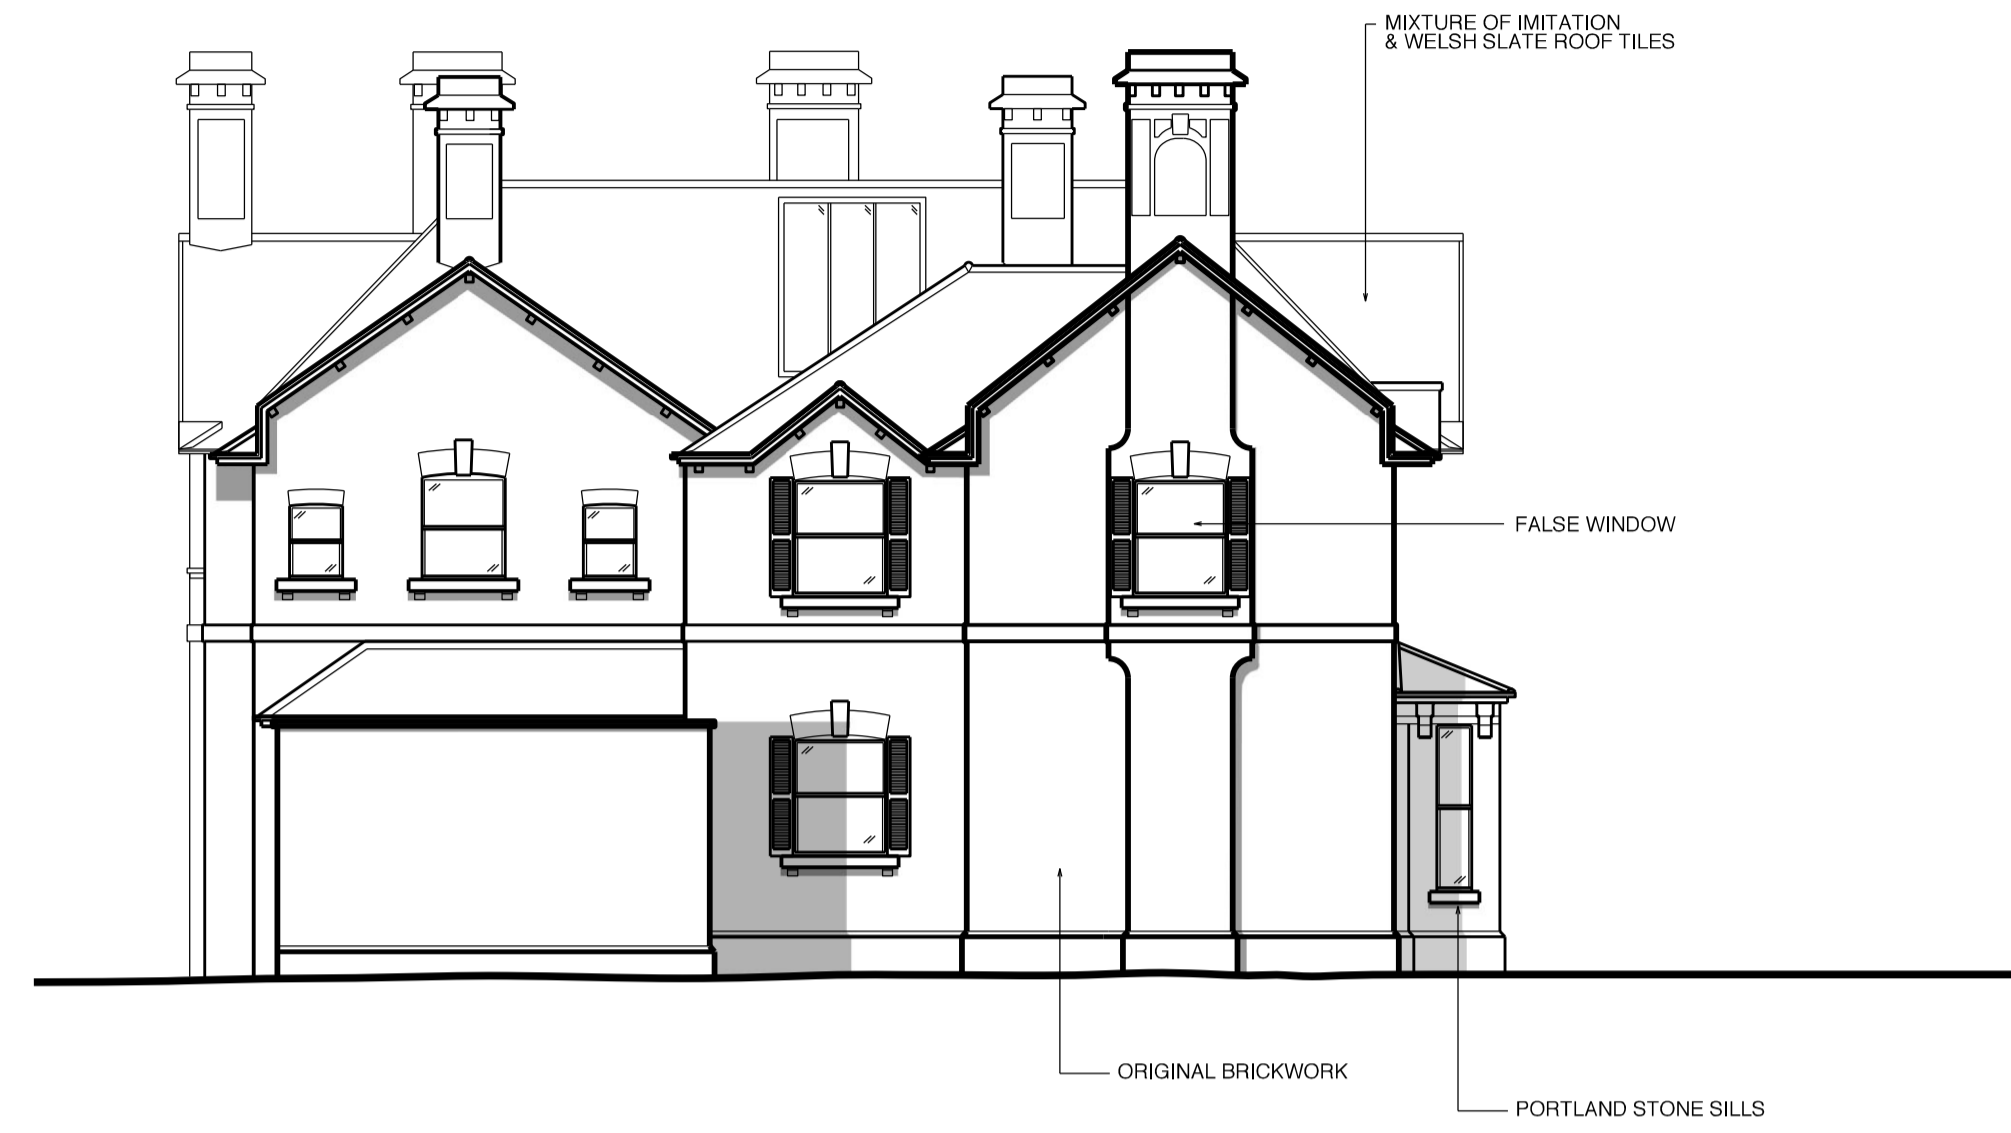 MIXTURE OF IMITATION
& WELSH SLATE ROOF TILES
FALSE WINDOW
ORIGINAL BRICKWORK
PORTLAND STONE SILLS